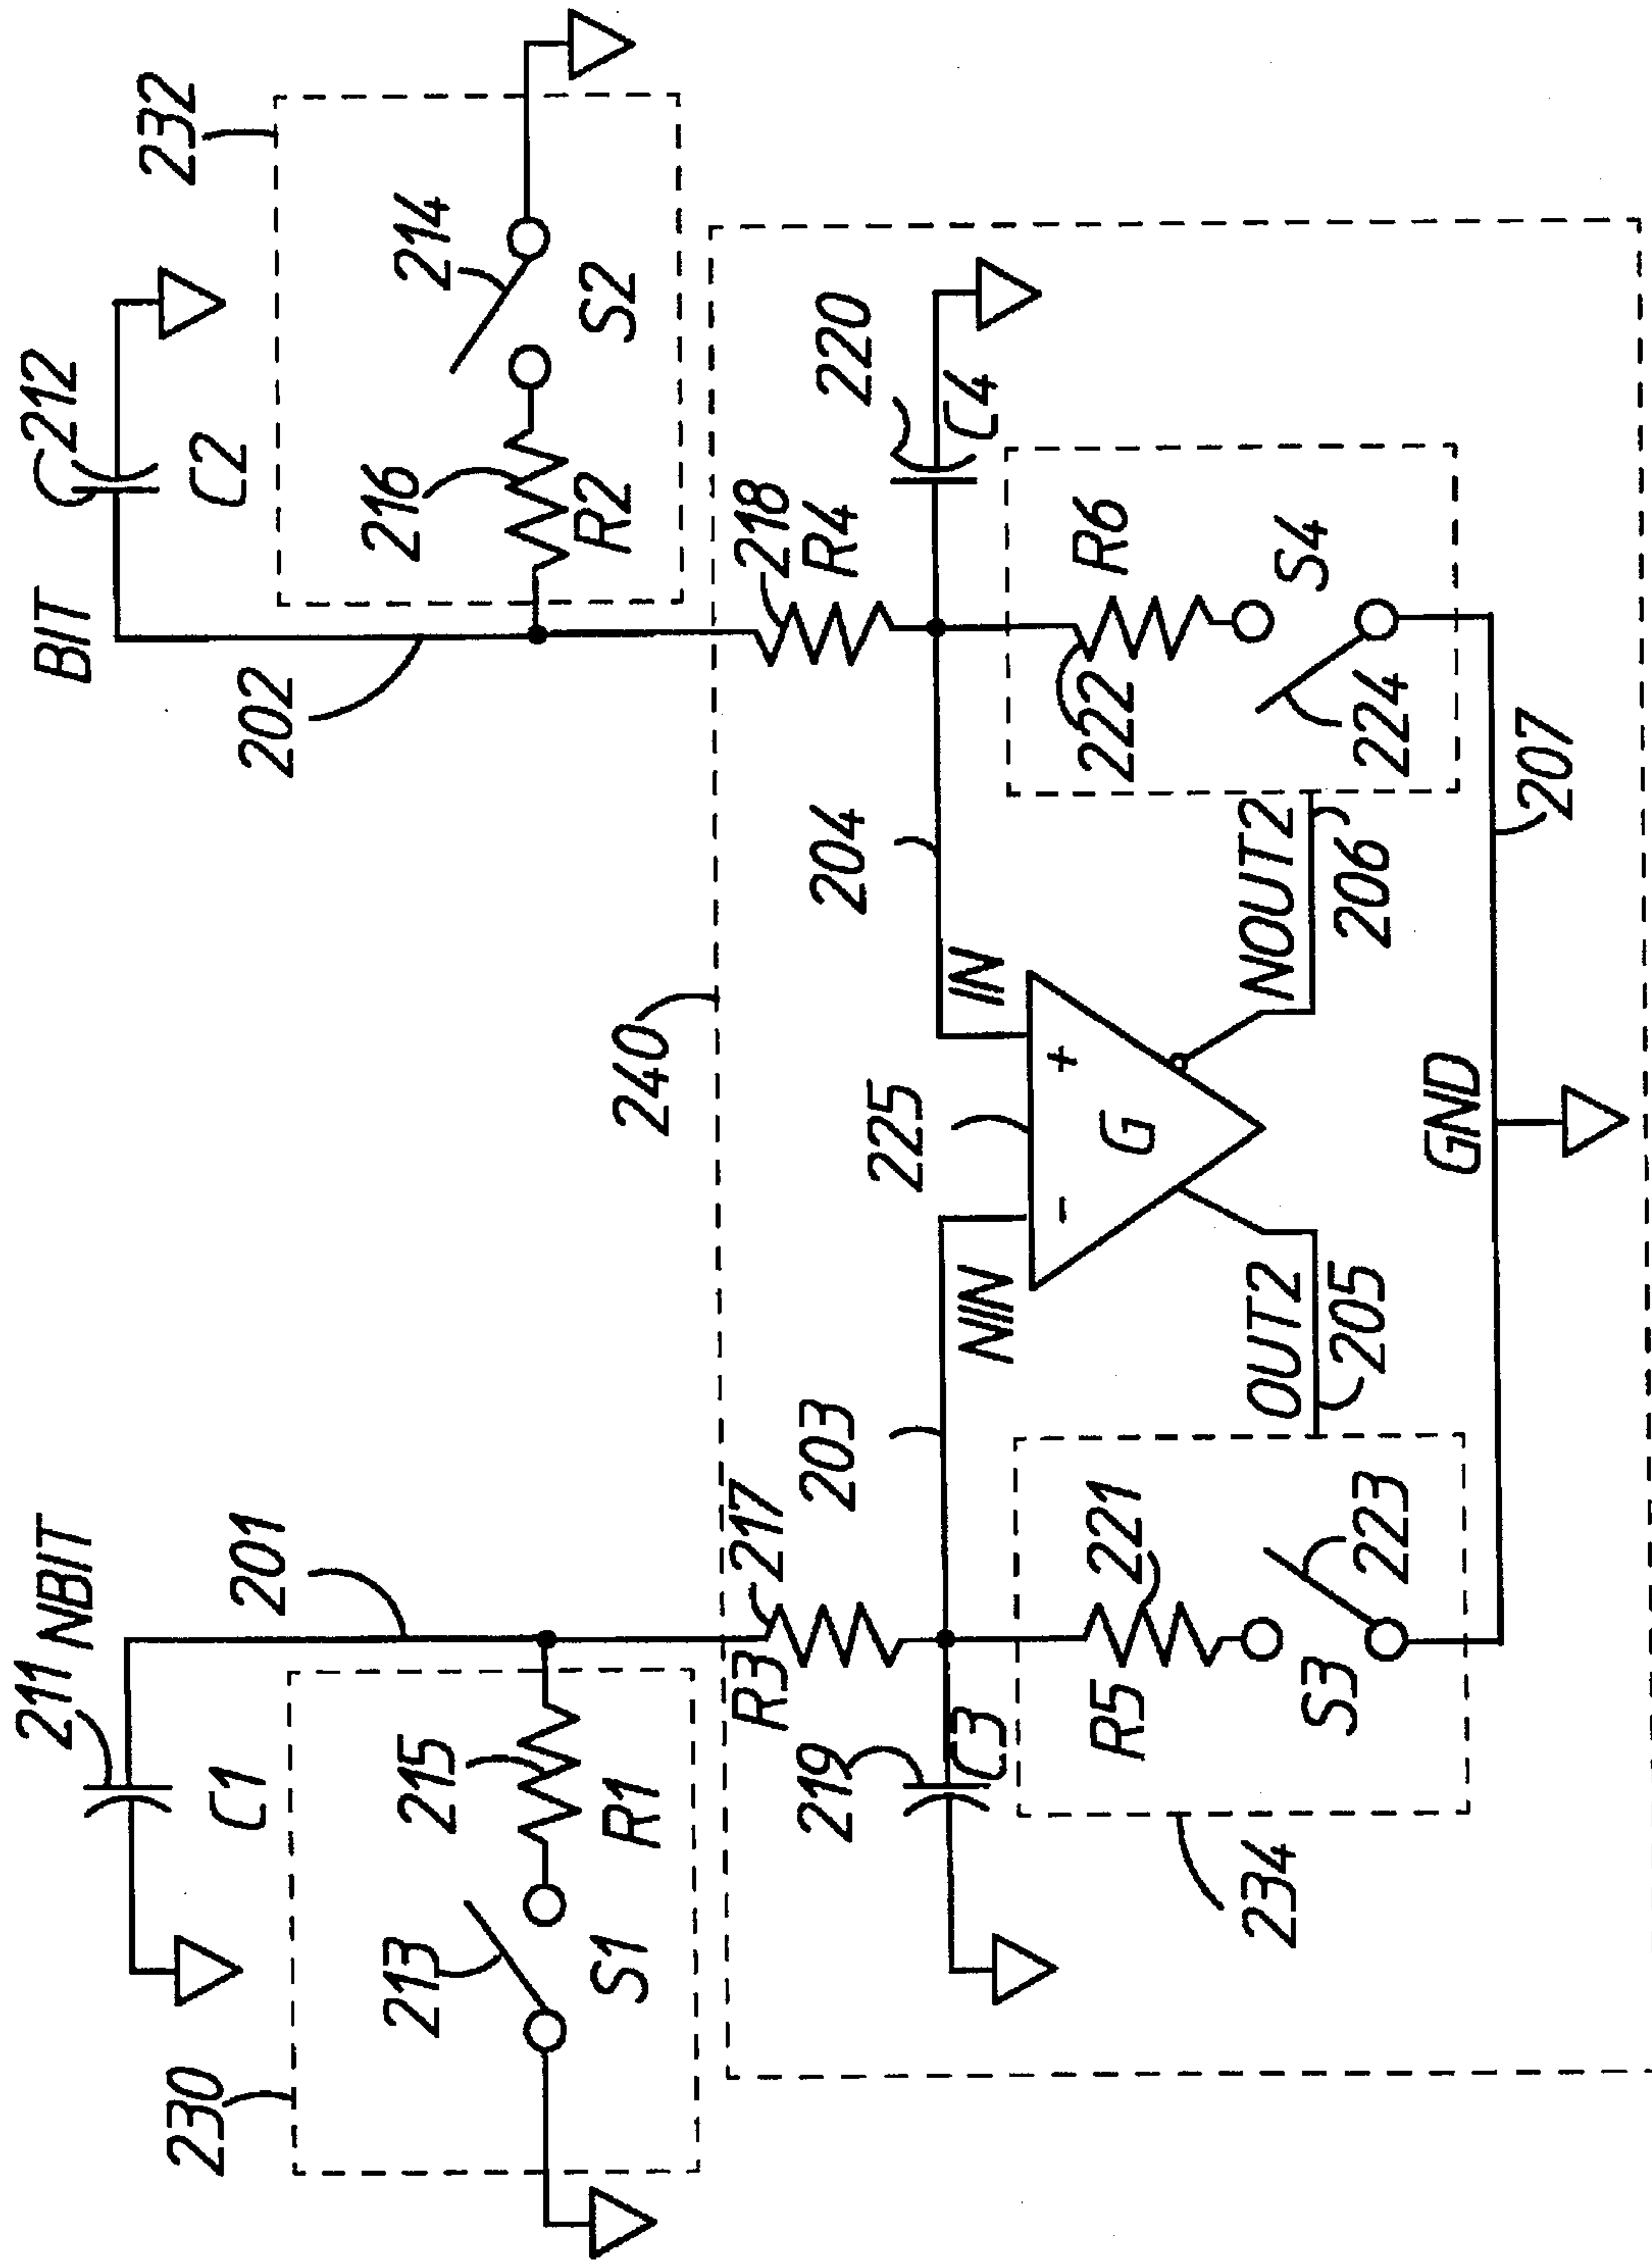 BIT
212
C2
232
214
S2
216
R2
202
218
R4
220
C4
R6
S4
222
224
204
IN
NOUT2
206
207
240
225
+
-
G
GND
NIN
OUT2
205
203
211
NBIT
201
C1
R3
217
215
R1
213
S1
230
219
C3
R5
221
S3
223
234